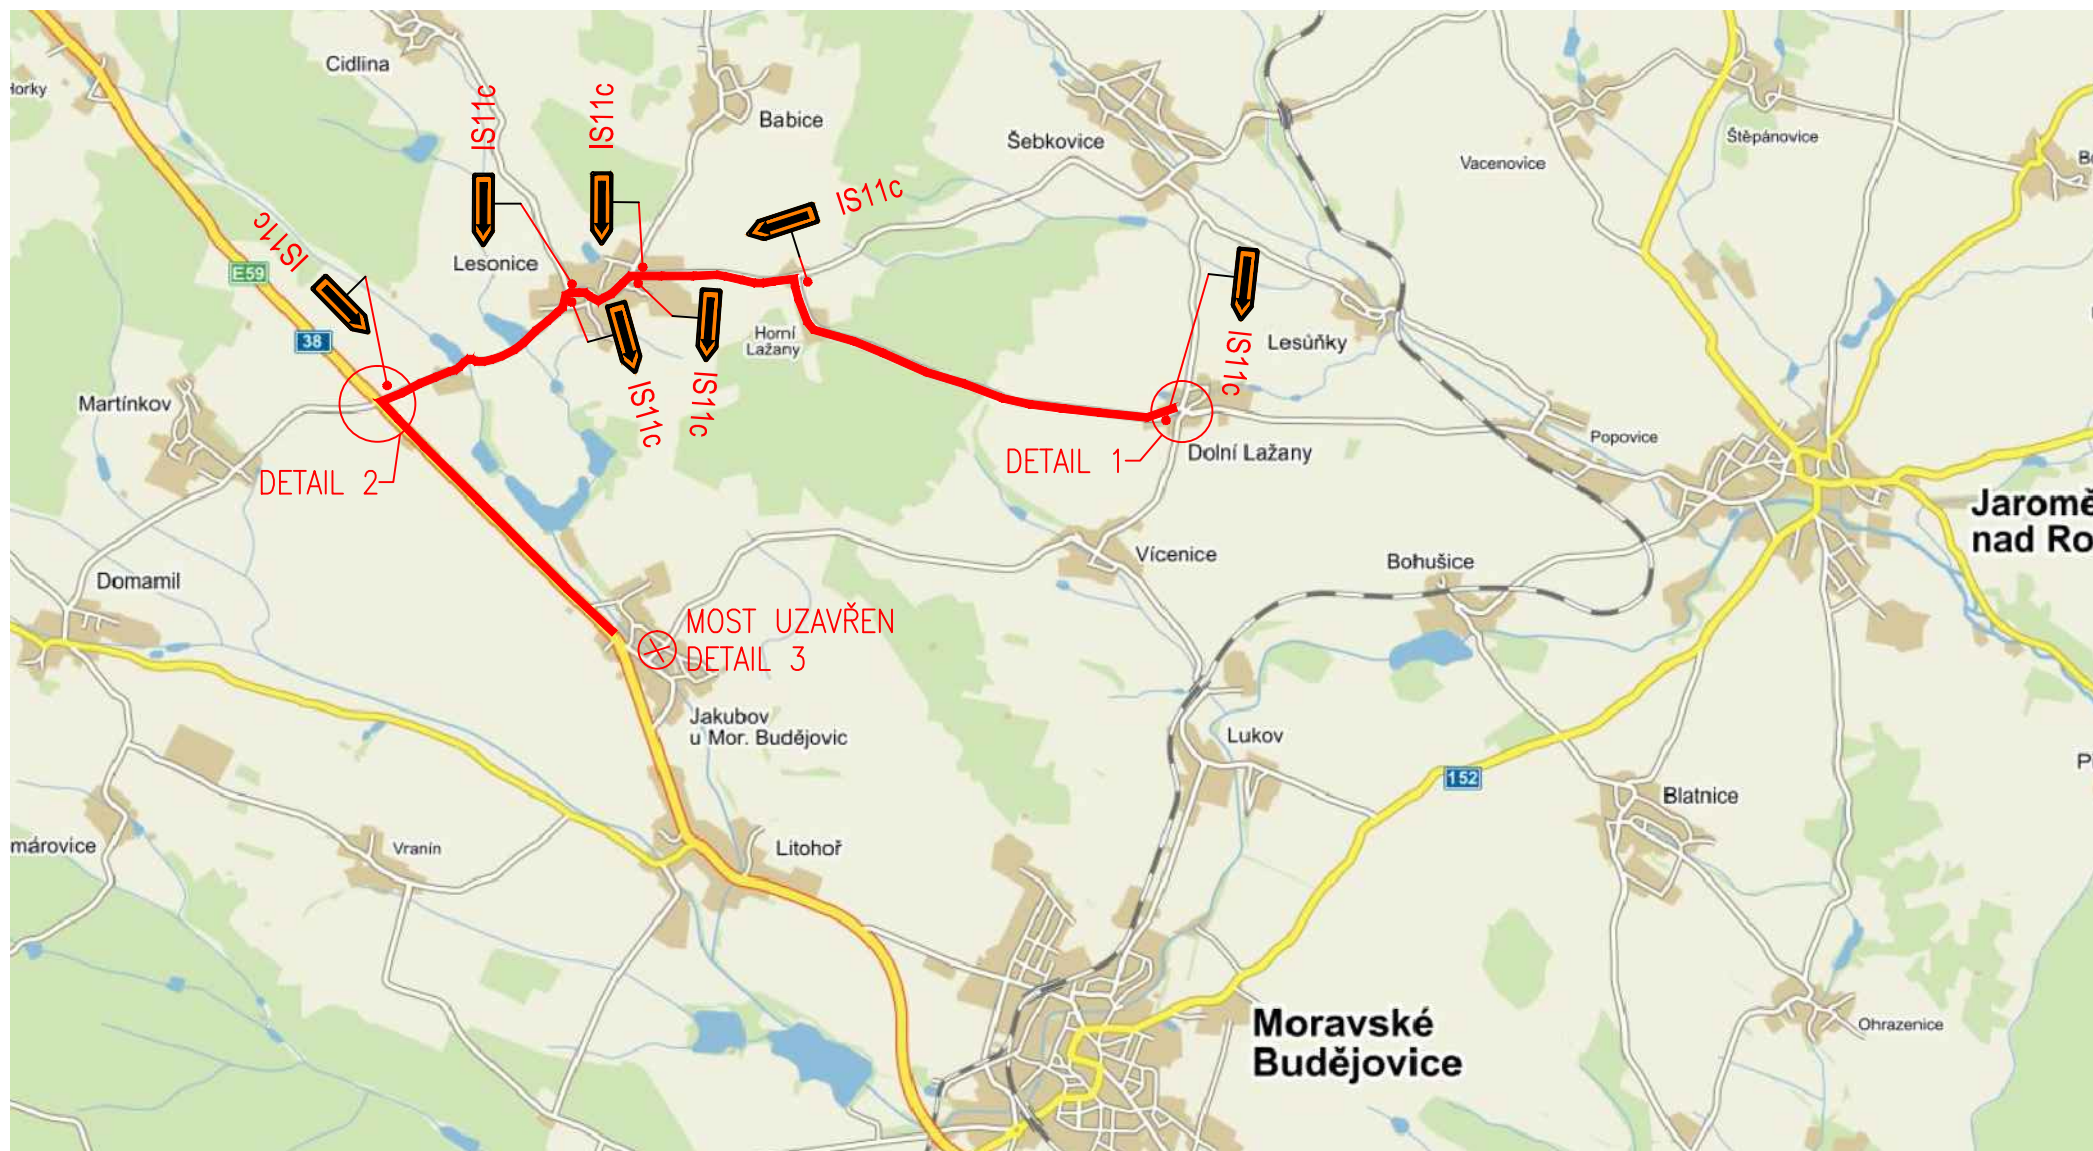 Cidlina
Horky
Babice
Šebkovice
Štěpánovice
Vacenovice
IS11c
IS11c
IS11c
IS11c
Lesonice
E59
38
Horní
Lažany
Lesůňky
IS11c
IS11c
IS11c
Martínkov
DETAIL 2
DETAIL 1
Dolní Lažany
Popovice
Jaromě
nad Ro
Vícenice
Bohušice
Domamil
MOST UZAVŘEN
DETAIL 3
Jakubov
u Mor. Budějovic
Lukov
152
Blatnice
márovice
Vranín
Litohoř
Moravské
Budějovice
Ohrazenice